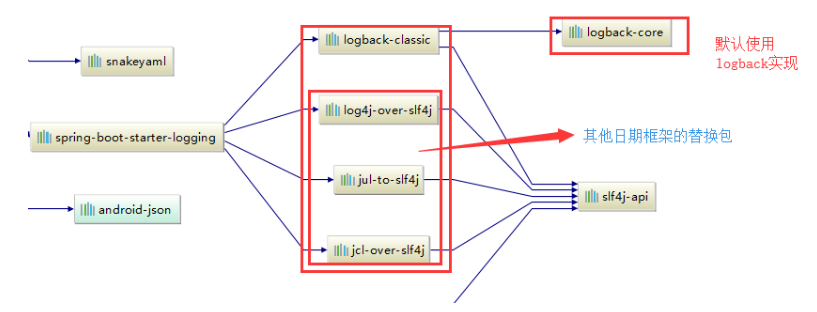 logback-classic
logback-core
默认使用
logback实现
snakeyaml
log4j-over-slf4j
spring-boot-starter-logging
其他日期框架的替换包
jul-to-slf4j
slf4j-api
android-json
jcl-over-slf4j